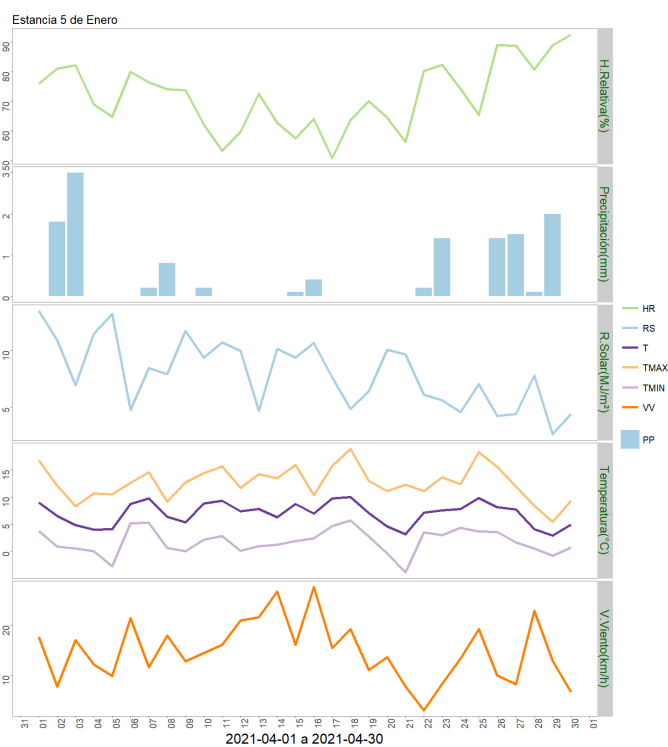 Estancia 5 de Enero
90
80
70
60
50
H.Relativa(%)
3.50
2
1
0
Precipitación(mm)
10
5
R.Solar(MJ/m²)
15
10
5
0
Temperatura(°C)
20
10
V.Viento(km/h)
HR
RS
T
TMAX
TMIN
VV
PP
31 01 02 03 04 05 06 07 08 09 10 11 12 13 14 15 16 17 18 19 20 21 22 23 24 25 26 27 28 29 30 01
2021-04-01 a 2021-04-30